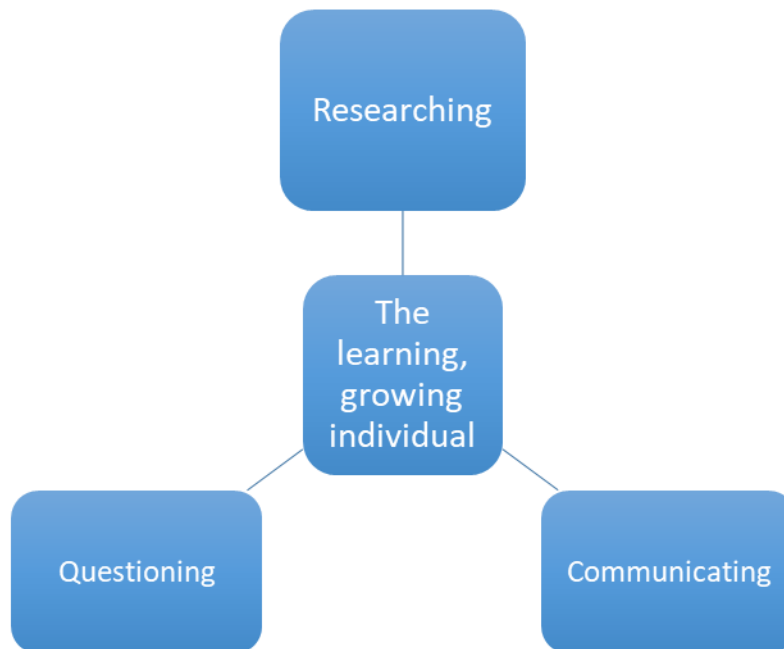 Researching
The
learning,
growing
individual
Questioning
Communicating